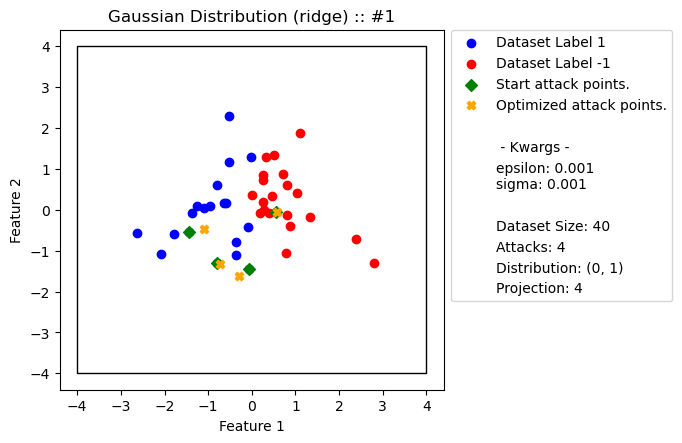 Gaussian Distribution (ridge) :: #1
4
3
2
1
0
−1
−2
−3
−4
Feature 2
−4 −3 −2 −1 0 1 2 3 4
Feature 1
Dataset Label 1
Dataset Label -1
Start attack points.
Optimized attack points.
- Kwargs -
epsilon: 0.001
sigma: 0.001
Dataset Size: 40
Attacks: 4
Distribution: (0, 1)
Projection: 4